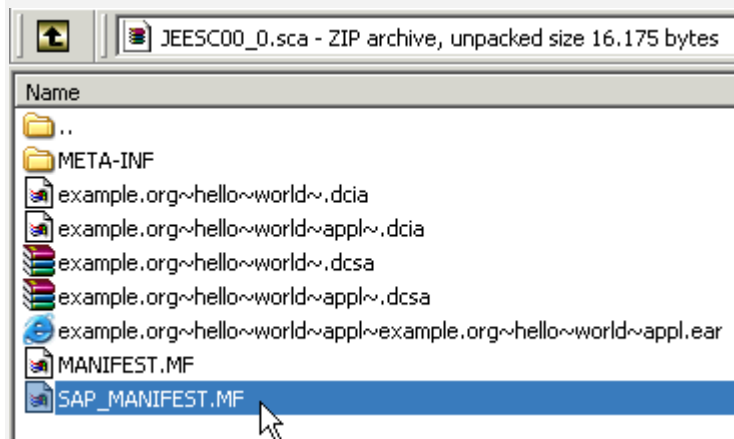 JEESC00_0.sca - ZIP archive, unpacked size 16.175 bytes
Name
..
META-INF
example.org~hello~world~.dcia
example.org~hello~world~appl~.dcia
example.org~hello~world~.dcsa
example.org~hello~world~appl~.dcsa
example.org~hello~world~appl~example.org~hello~world~appl.ear
MANIFEST.MF
SAP_MANIFEST.MF